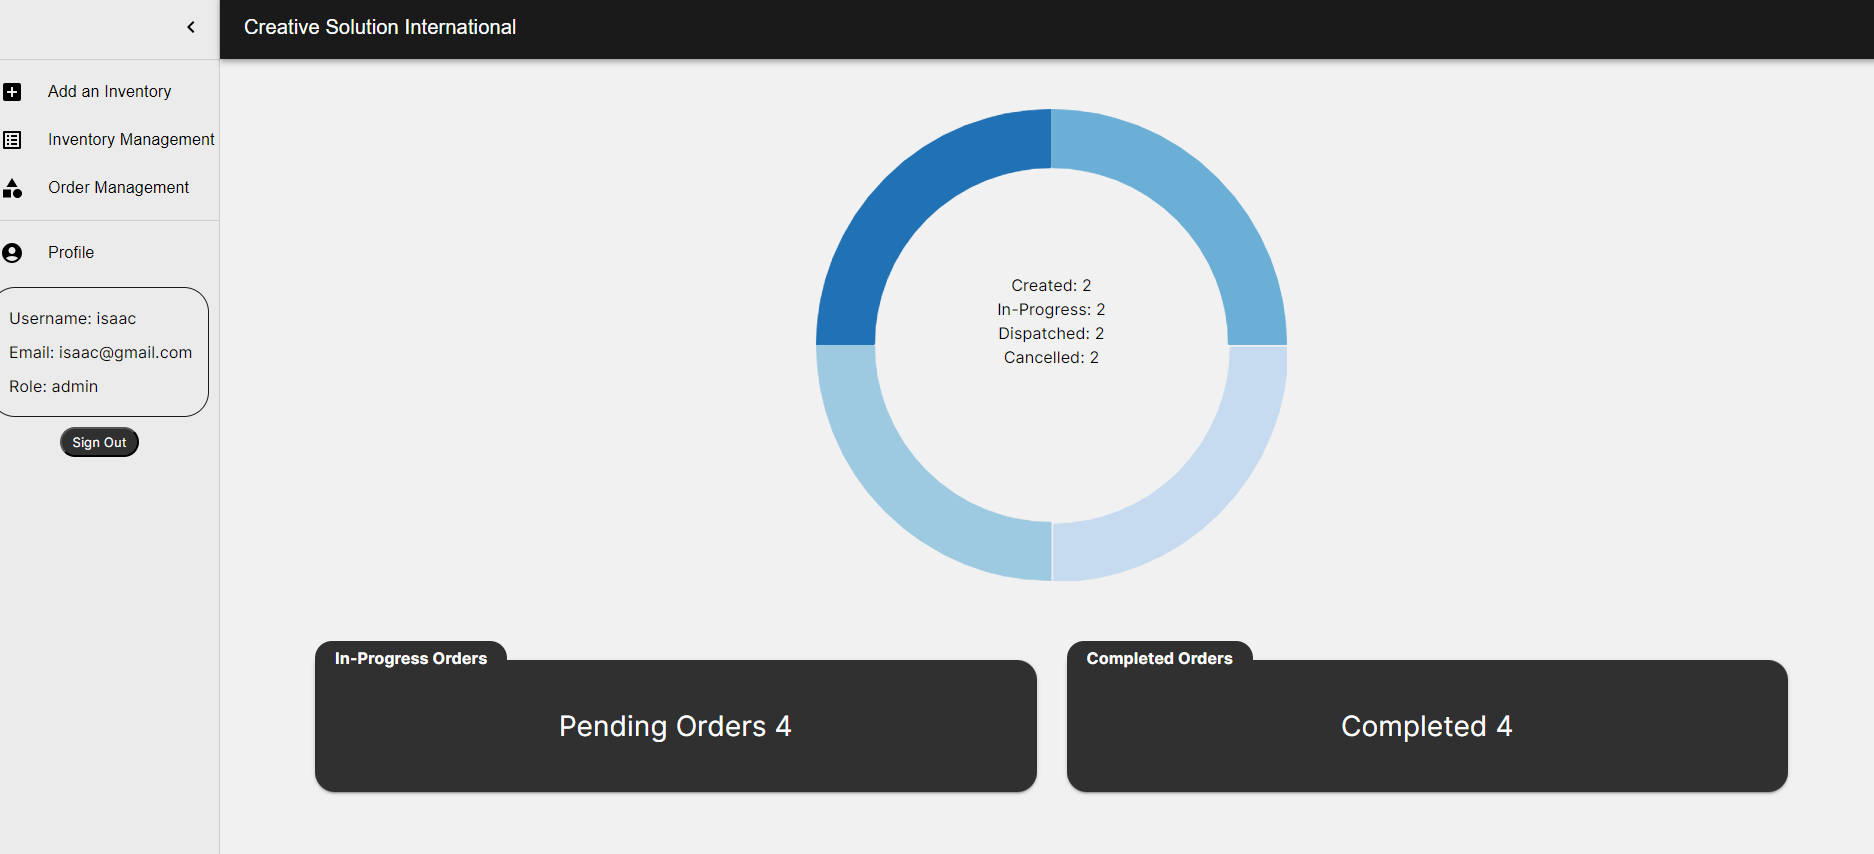 Creative Solution International
Add an Inventory
Inventory Management
Order Management
Profile
Username: isaac
Email: isaac@gmail.com
Role: admin
Sign Out
Created: 2
In-Progress: 2
Dispatched: 2
Cancelled: 2
In-Progress Orders
Pending Orders 4
Completed Orders
Completed 4